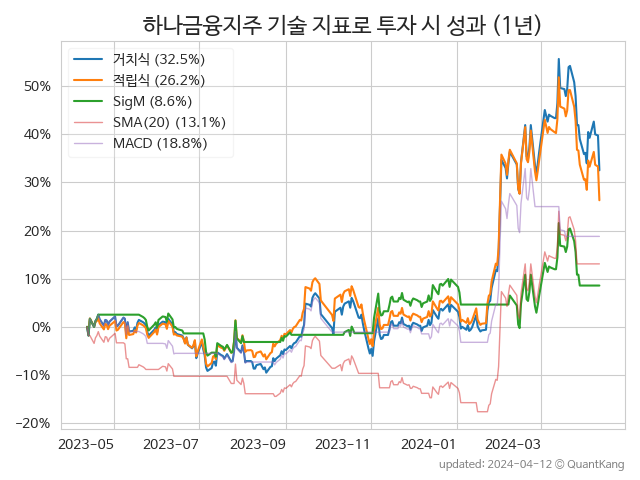 하나금융지주 기술 지표로 투자 시 성과 (1년)
거치식 (32.5%)
적립식 (26.2%)
SigM (8.6%)
SMA(20) (13.1%)
MACD (18.8%)
50%
40%
30%
20%
10%
0%
−10%
−20%
2023-05 2023-07 2023-09 2023-11 2024-01 2024-03
updated: 2024-04-12 © QuantKang